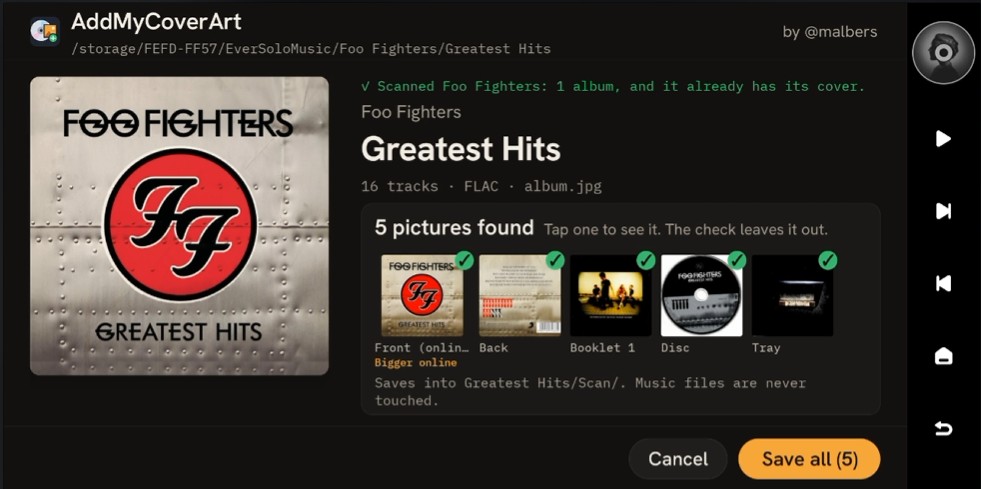 AddMyCoverArt
/storage/FEFD-FF57/EverSoloMusic/Foo Fighters/Greatest Hits
by @malbers
FOO FIGHTERS
GREATEST HITS
✓ Scanned Foo Fighters: 1 album, and it already has its cover.
Foo Fighters
Greatest Hits
16 tracks · FLAC · album.jpg
5 pictures found Tap one to see it. The check leaves it out.
FOO FIGHTERS
GREATEST HITS
FOO FIGHTERS
Front (onlin…
Bigger online
Back
Booklet 1
Disc
Tray
Saves into Greatest Hits/Scan/. Music files are never
touched.
Cancel
Save all (5)